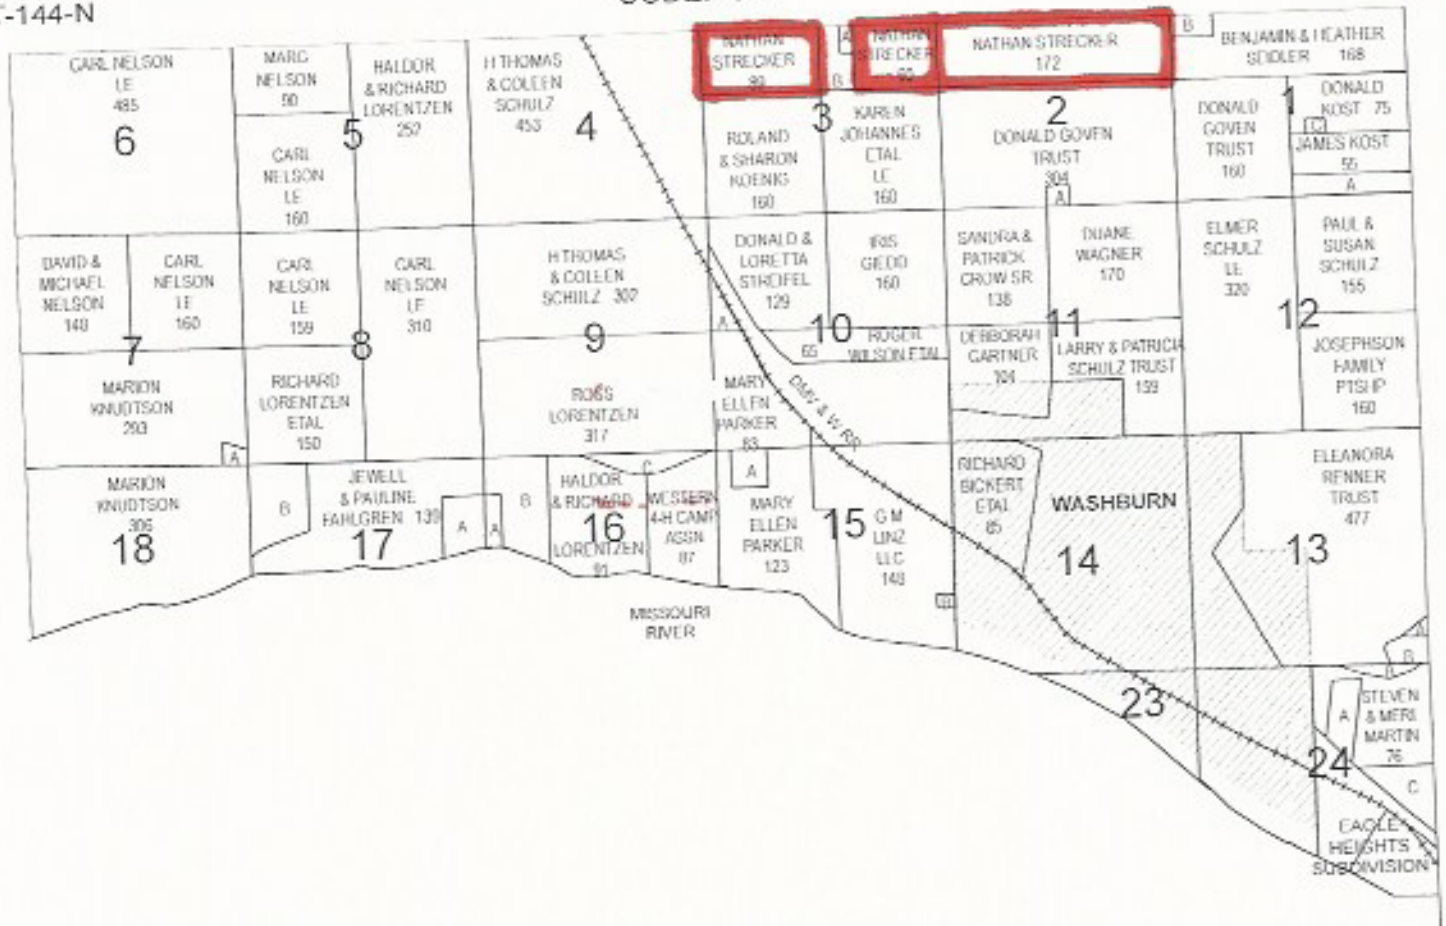 T-144-N
CARL NELSON
LE
485
6
MARC
NELSON
90
5
CARL
NELSON
LE
160
HALDOR
& RICHARD
LORENTZEN
252
H THOMAS
& COLEEN
SCHULZ
453
4
NATHAN
STRECKER
3
A
B
NATHAN
STRECKER
NATHAN STRECKER
172
2
B
BENJAMIN & HEATHER
SEIDLER 168
ROLAND
& SHARON
KOENIG
160
KAREN
JOHANNES
ETAL
LE
160
DONALD GOVEN
TRUST
304
A
DONALD
GOVEN
TRUST
160
1
DONALD
KOST 75
C
JAMES KOST
55
A
DAVID &
MICHAEL
NELSON
140
7
CARL
NELSON
LE
160
CARL
NELSON
LE
159
8
CARL
NELSON
LE
310
H THOMAS
& COLEEN
SCHULZ 302
9
DONALD &
LORETTA
STREIFEL
129
A
10
IRIS
GIEDD
160
65
ROGER
WILSON ETAL
SANDRA &
PATRICK
CROW SR
138
11
DUANE
WAGNER
170
ELMER
SCHULZ
LE
320
12
PAUL &
SUSAN
SCHULZ
155
MARION
KNUDTSON
293
A
RICHARD
LORENTZEN
ETAL
150
ROSS
LORENTZEN
317
MARY
ELLEN
PARKER
83
DMV & W RR
DEBBORAH
GARTNER
LARRY & PATRICIA
SCHULZ TRUST
159
JOSEPHSON
FAMILY
PTSHP
160
MARION
KNUDTSON
306
18
B
JEWELL
& PAULINE
FAHLGREN 139
17
A
A
B
HALDOR
& RICHARD
LORENTZEN
91
16
C
WESTERN
4-H CAMP
ASSN
87
A
MARY
ELLEN
PARKER
123
15
G M
LINZ
LLC
148
B
RICHARD
BICKERT
ETAL
85
WASHBURN
14
13
ELEANORA
RENNER
TRUST
477
A
B
A
MISSOURI
RIVER
23
24
A
STEVEN
& MERI
MARTIN
76
C
EAGLE
HEIGHTS
SUBDIVISION